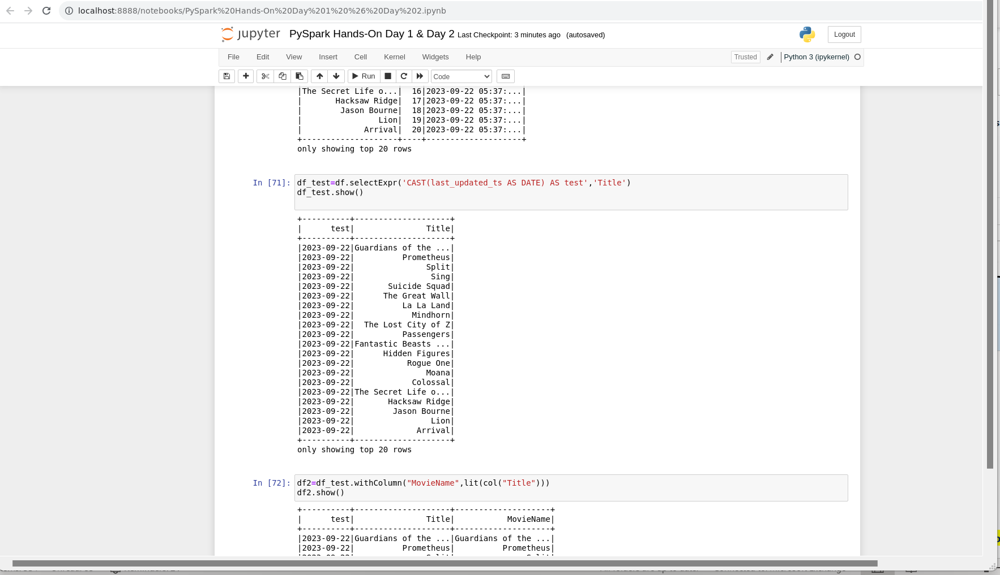 localhost:8888/notebooks/PySpark%20Hands-On%20Day%201%20%26%20Day%202.ipynb
jupyter PySpark Hands-On Day 1 & Day 2 Last Checkpoint: 3 minutes ago (autosaved) Logout
File Edit View Insert Cell Kernel Widgets Help Trusted Python 3 (ipykernel)
Run Code
|The Secret Life o...|  16|2023-09-22 05:37:...|
|       Hacksaw Ridge|  17|2023-09-22 05:37:...|
|        Jason Bourne|  18|2023-09-22 05:37:...|
|                Lion|  19|2023-09-22 05:37:...|
|             Arrival|  20|2023-09-22 05:37:...|
+--------------------+----+--------------------+
only showing top 20 rows
In [71]: df_test=df.selectExpr('CAST(last_updated_ts AS DATE) AS test','Title')
df_test.show()
+----------+--------------------+
|      test|               Title|
+----------+--------------------+
|2023-09-22|Guardians of the ...|
|2023-09-22|          Prometheus|
|2023-09-22|               Split|
|2023-09-22|                Sing|
|2023-09-22|       Suicide Squad|
|2023-09-22|      The Great Wall|
|2023-09-22|          La La Land|
|2023-09-22|            Mindhorn|
|2023-09-22|  The Lost City of Z|
|2023-09-22|          Passengers|
|2023-09-22|Fantastic Beasts ...|
|2023-09-22|      Hidden Figures|
|2023-09-22|           Rogue One|
|2023-09-22|               Moana|
|2023-09-22|            Colossal|
|2023-09-22|The Secret Life o...|
|2023-09-22|       Hacksaw Ridge|
|2023-09-22|        Jason Bourne|
|2023-09-22|                Lion|
|2023-09-22|             Arrival|
+----------+--------------------+
only showing top 20 rows
In [72]: df2=df_test.withColumn("MovieName",lit(col("Title")))
df2.show()
+----------+--------------------+--------------------+
|      test|               Title|           MovieName|
+----------+--------------------+--------------------+
|2023-09-22|Guardians of the ...|Guardians of the ...|
|2023-09-22|          Prometheus|          Prometheus|